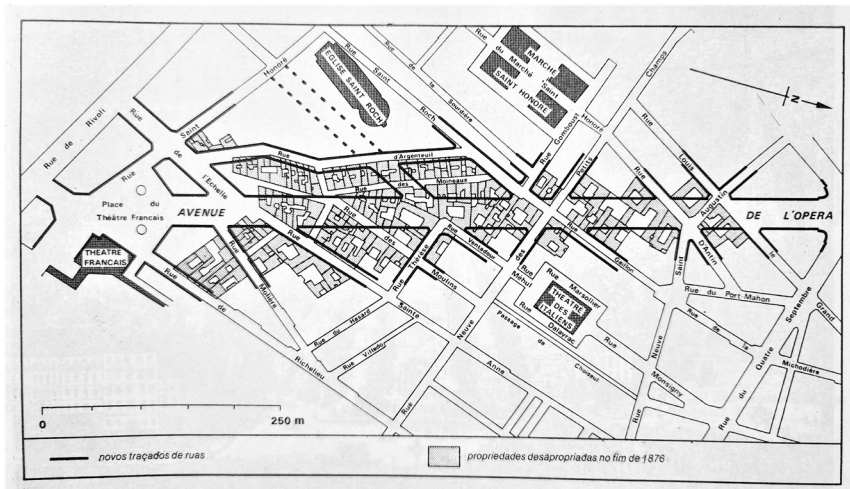 Rue de Rivoli
Rue Saint Honoré
EGLISE SAINT ROCH
Rue Saint Roch
Rue de la Sourdière
Rue du Marché Saint Honoré
MARCHE SAINT HONORE
Rue Gomboust
Rue Neuve des Petits Champs
N
Rue de l'Echelle
Rue d'Argenteuil
Rue des Moineaux
Rue Louis le Grand
Rue Neuve Saint Augustin
Place du
Théâtre Francais
AVENUE
DE L'OPERA
THEATRE
FRANCAIS
Rue de Richelieu
Rue Molière
Rue des Moulins
Rue Thérèse
Rue Ventadour
Rue Sainte Anne
Rue Gaillon
D'Antin
Rue Méhul
Rue Marsollier
THEATRE
DES
ITALIENS
Rue Dalayrac
Passage de Choiseul
Rue Monsigny
Rue du Port-Mahon
Rue de la Michodière
Rue du Quatre Septembre
Rue du Hasard
Rue Villedo
0
250 m
novos traçados de ruas
propriedades desapropriadas no fim de 1876